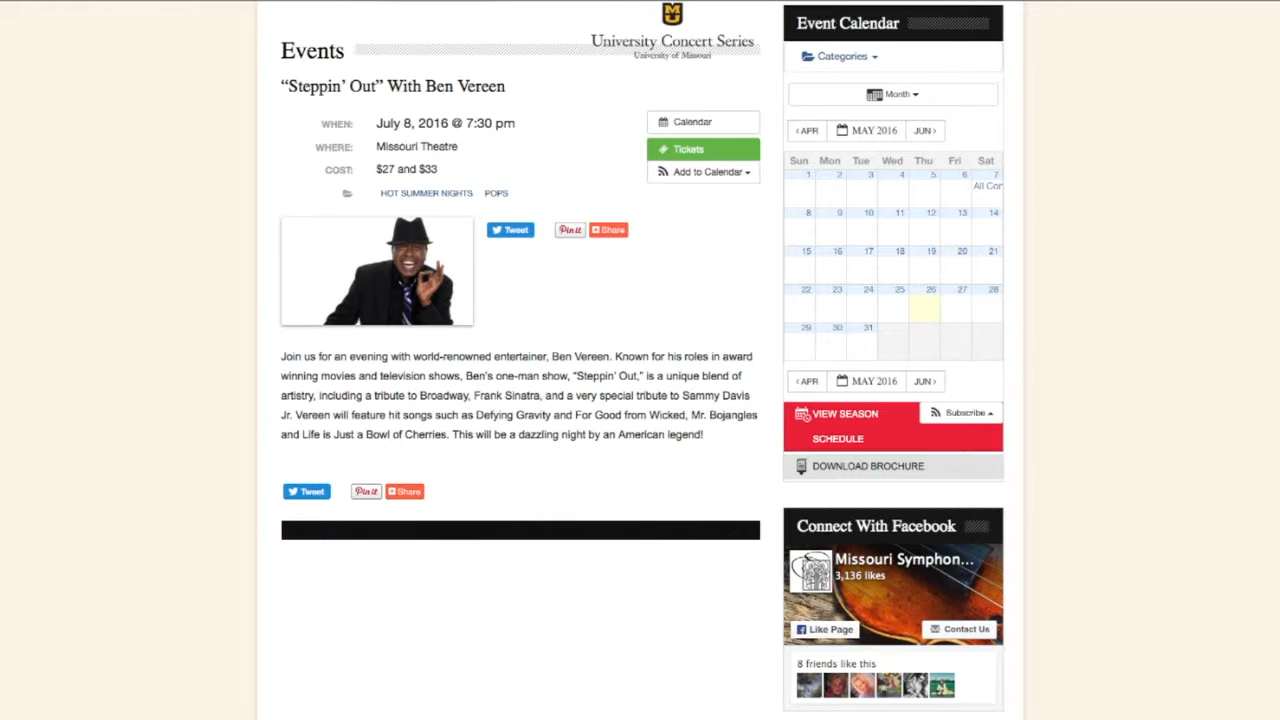 University Concert Series
University of Missouri
Events
“Steppin’ Out” With Ben Vereen
WHEN: July 8, 2016 @ 7:30 pm
WHERE: Missouri Theatre
COST: $27 and $33
HOT SUMMER NIGHTS POPS
Calendar
Tickets
Add to Calendar
Tweet Pin it Share
Join us for an evening with world-renowned entertainer, Ben Vereen. Known for his roles in award
winning movies and television shows, Ben’s one-man show, “Steppin’ Out,” is a unique blend of
artistry, including a tribute to Broadway, Frank Sinatra, and a very special tribute to Sammy Davis
Jr. Vereen will feature hit songs such as Defying Gravity and For Good from Wicked, Mr. Bojangles
and Life is Just a Bowl of Cherries. This will be a dazzling night by an American legend!
Tweet Pin it Share
Event Calendar
Categories
Month
‹ APR MAY 2016 JUN ›
Sun Mon Tue Wed Thu Fri Sat
1 2 3 4 5 6 7
All Cor
8 9 10 11 12 13 14
15 16 17 18 19 20 21
22 23 24 25 26 27 28
29 30 31
‹ APR MAY 2016 JUN ›
VIEW SEASON
SCHEDULE
Subscribe
DOWNLOAD BROCHURE
Connect With Facebook
Missouri Symphon...
3,136 likes
Like Page Contact Us
8 friends like this